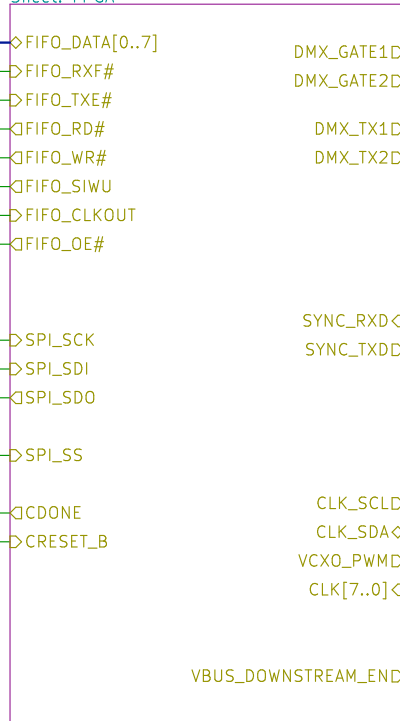 FIFO_DATA[0..7]
FIFO_RXF#
FIFO_TXE#
FIFO_RD#
FIFO_WR#
FIFO_SIWU
FIFO_CLKOUT
FIFO_OE#
SPI_SCK
SPI_SDI
SPI_SDO
SPI_SS
CDONE
CRESET_B
DMX_GATE1
DMX_GATE2
DMX_TX1
DMX_TX2
SYNC_RXD
SYNC_TXD
CLK_SCL
CLK_SDA
VCXO_PWM
CLK[7..0]
VBUS_DOWNSTREAM_EN